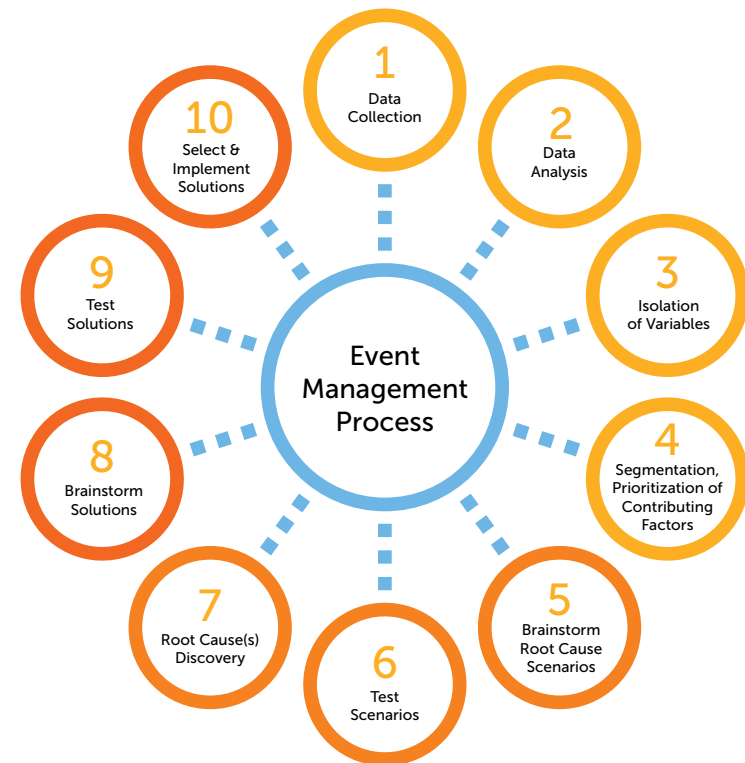 1
Data
Collection
2
Data
Analysis
3
Isolation
of Variables
4
Segmentation,
Prioritization of
Contributing
Factors
5
Brainstorm
Root Cause
Scenarios
6
Test
Scenarios
7
Root Cause(s)
Discovery
8
Brainstorm
Solutions
9
Test
Solutions
10
Select &
Implement
Solutions
Event
Management
Process